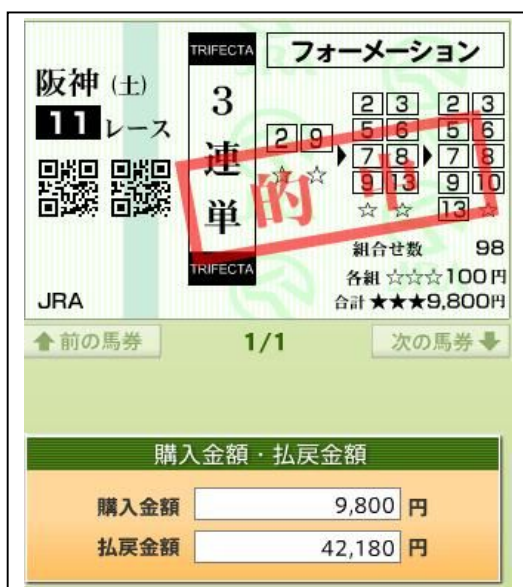 TRIFECTA
フォーメーション
阪神 (土)
11 レース
3連単
2 9
☆ ☆
2 3
5 6
7 8
9 13
☆ ☆
2 3
5 6
7 8
9 10
13 ☆
的中
TRIFECTA
組合せ数 98
各組 ☆☆☆100円
JRA
合計 ★★★9,800円
前の馬券
1/1
次の馬券
購入金額・払戻金額
購入金額 9,800 円
払戻金額 42,180 円